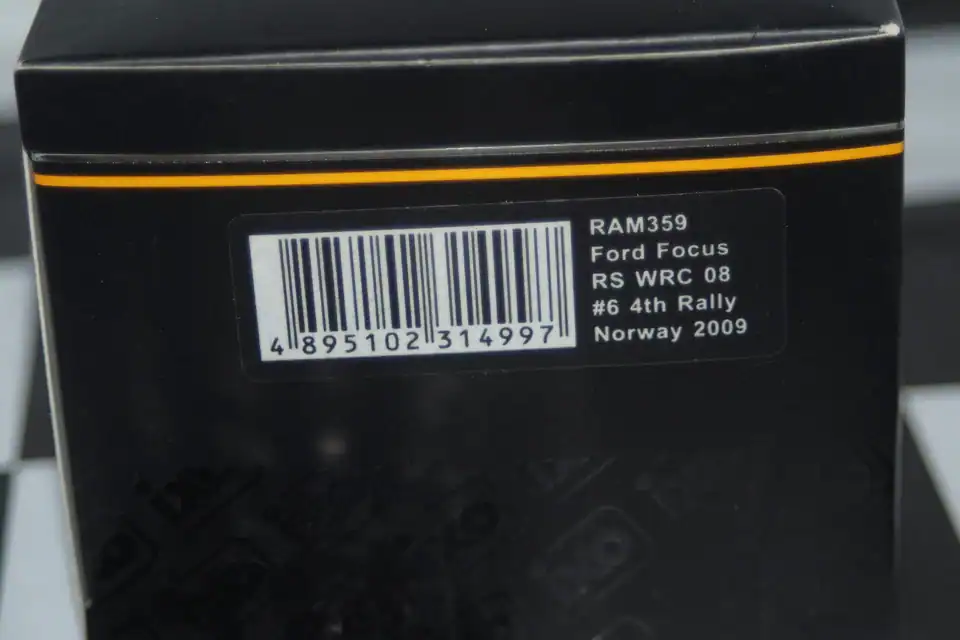 4 895102 314997
RAM359
Ford Focus
RS WRC 08
#6 4th Rally
Norway 2009